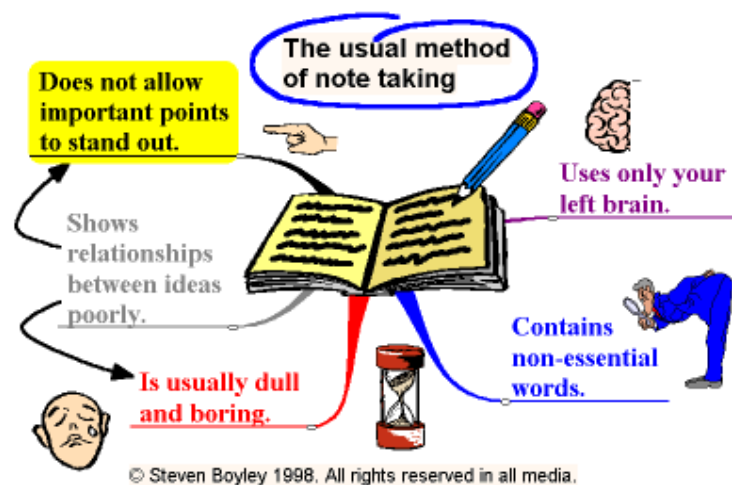 The usual method
of note taking
Does not allow
important points
to stand out.
Uses only your
left brain.
Shows
relationships
between ideas
poorly.
Contains
non-essential
words.
Is usually dull
and boring.
© Steven Boyley 1998. All rights reserved in all media.